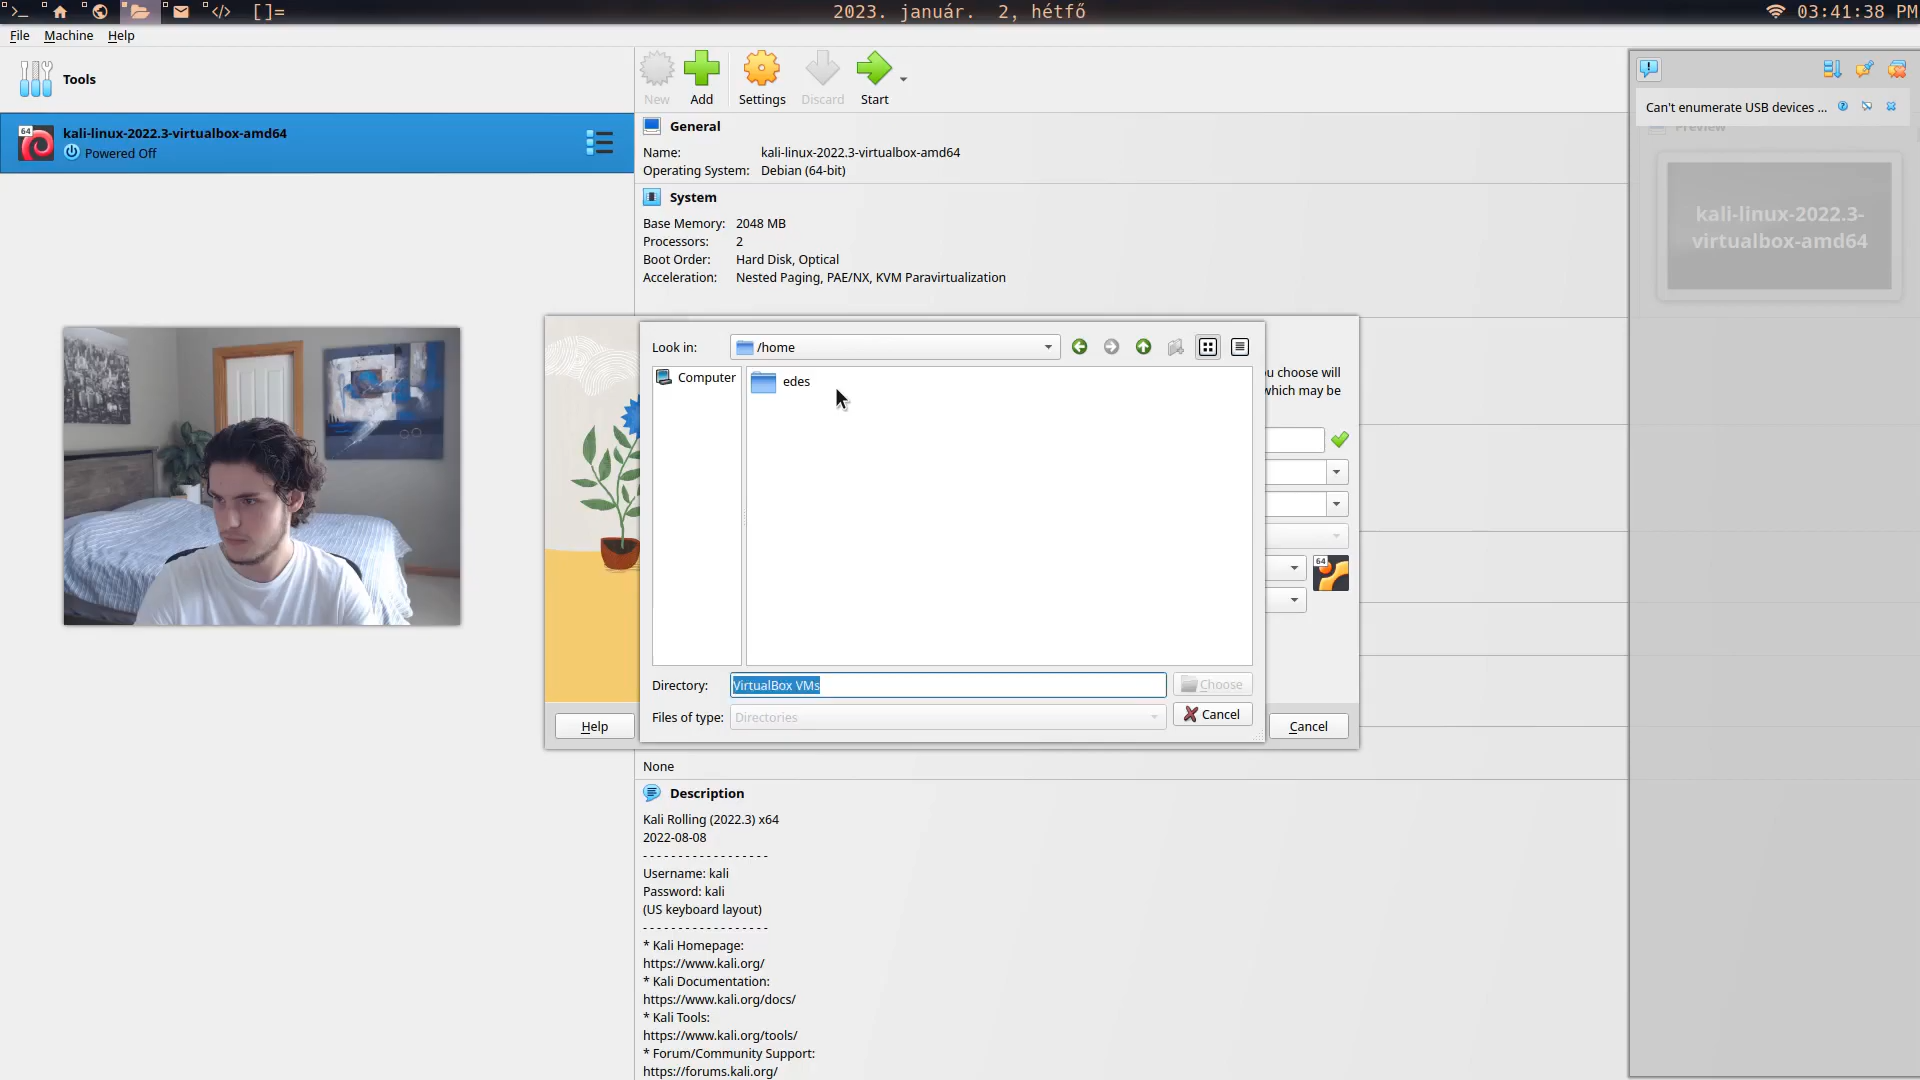 []=
2023. január.  2, hétfő
03:41:38 PM
File
Machine
Help
Tools
New
Add
Settings
Discard
Start
Can't enumerate USB devices ...
64
kali-linux-2022.3-virtualbox-amd64
Powered Off
General
Preview
Name:
kali-linux-2022.3-virtualbox-amd64
Operating System:
Debian (64-bit)
kali-linux-2022.3-
virtualbox-amd64
System
Base Memory:
2048 MB
Processors:
2
Boot Order:
Hard Disk, Optical
Acceleration:
Nested Paging, PAE/NX, KVM Paravirtualization
Look in:
/home
Computer
edes
u choose will
which may be
64
Directory:
VirtualBox VMs
Choose
Files of type:
Directories
Cancel
Help
Cancel
None
Description
Kali Rolling (2022.3) x64
2022-08-08
- - - - - - - - - - - - - - - - - -
Username: kali
Password: kali
(US keyboard layout)
- - - - - - - - - - - - - - - - - -
* Kali Homepage:
https://www.kali.org/
* Kali Documentation:
https://www.kali.org/docs/
* Kali Tools:
https://www.kali.org/tools/
* Forum/Community Support:
https://forums.kali.org/